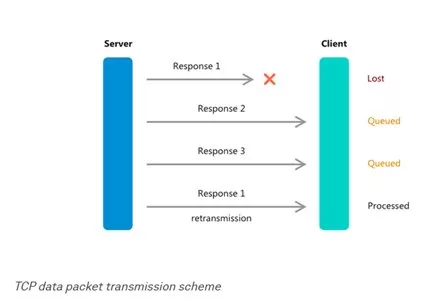 Server
Client
Response 1
Lost
Response 2
Queued
Response 3
Queued
Response 1
retransmission
Processed
TCP data packet transmission scheme